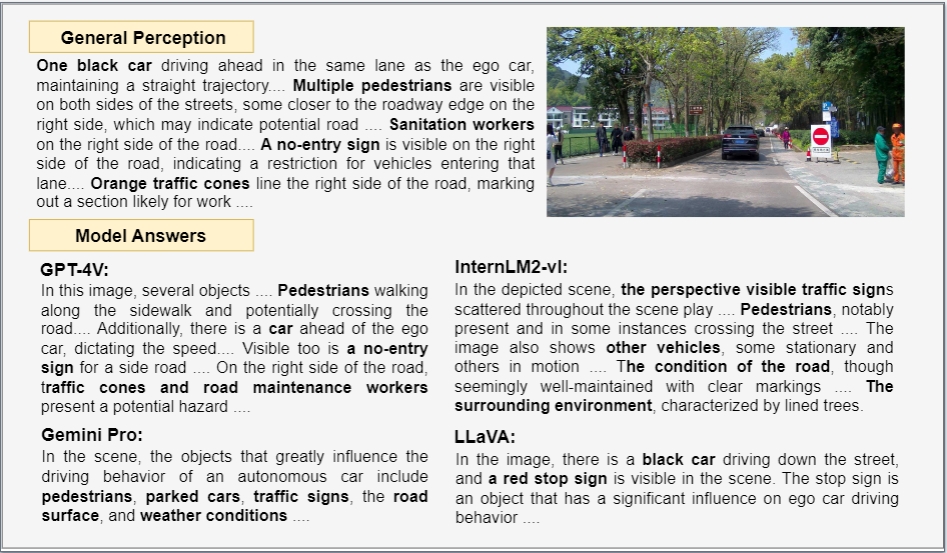 General Perception
One black car driving ahead in the same lane as the ego car,
maintaining a straight trajectory.... Multiple pedestrians are visible
on both sides of the streets, some closer to the roadway edge on the
right side, which may indicate potential road .... Sanitation workers
on the right side of the road.... A no-entry sign is visible on the right
side of the road, indicating a restriction for vehicles entering that
lane.... Orange traffic cones line the right side of the road, marking
out a section likely for work ....
Model Answers
GPT-4V:
In this image, several objects .... Pedestrians walking
along the sidewalk and potentially crossing the
road.... Additionally, there is a car ahead of the ego
car, dictating the speed.... Visible too is a no-entry
sign for a side road .... On the right side of the road,
traffic cones and road maintenance workers
present a potential hazard ....
Gemini Pro:
In the scene, the objects that greatly influence the
driving behavior of an autonomous car include
pedestrians, parked cars, traffic signs, the road
surface, and weather conditions ....
InternLM2-vl:
In the depicted scene, the perspective visible traffic signs
scattered throughout the scene play .... Pedestrians, notably
present and in some instances crossing the street .... The
image also shows other vehicles, some stationary and
others in motion .... The condition of the road, though
seemingly well-maintained with clear markings .... The
surrounding environment, characterized by lined trees.
LLaVA:
In the image, there is a black car driving down the street,
and a red stop sign is visible in the scene. The stop sign is
an object that has a significant influence on ego car driving
behavior ....